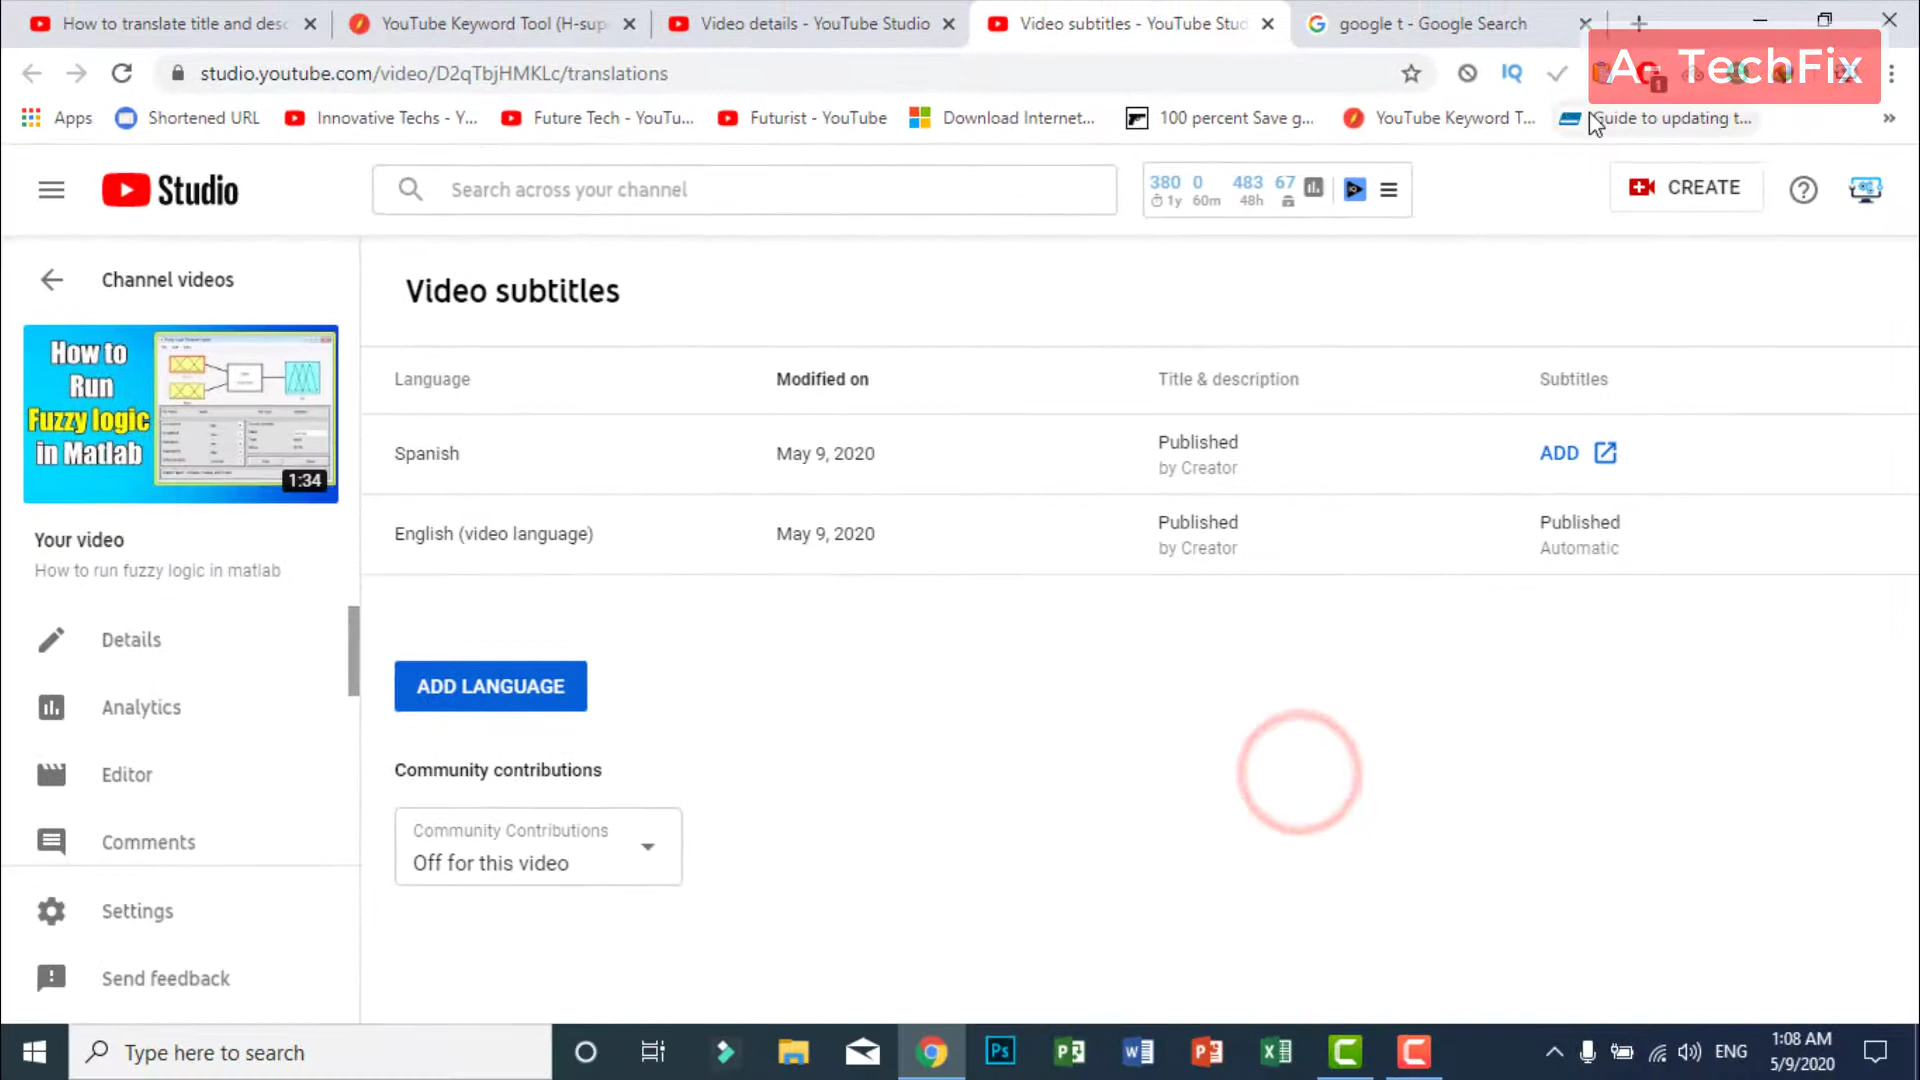 How to translate title and desc
YouTube Keyword Tool (H-sup
Video details - YouTube Studio
Video subtitles - YouTube Stud
google t - Google Search
studio.youtube.com/video/D2qTbjHMKLc/translations
IQ
1
A- TechFix
Apps
Shortened URL
Innovative Techs - Y...
Future Tech - YouTu...
Futurist - YouTube
Download Internet...
100 percent Save g...
YouTube Keyword T...
Guide to updating t...
»
Studio
Search across your channel
380 0 483 67
1y 60m 48h
CREATE
Channel videos
How to
Run
Fuzzy logic
in Matlab
1:34
Your video
How to run fuzzy logic in matlab
Details
Analytics
Editor
Comments
Settings
Send feedback
Video subtitles
Language Modified on Title & description Subtitles
Spanish May 9, 2020 Published ADD
by Creator
English (video language) May 9, 2020 Published Published
by Creator Automatic
ADD LANGUAGE
Community contributions
Community Contributions
Off for this video
Type here to search
Ps
ENG
1:08 AM
5/9/2020